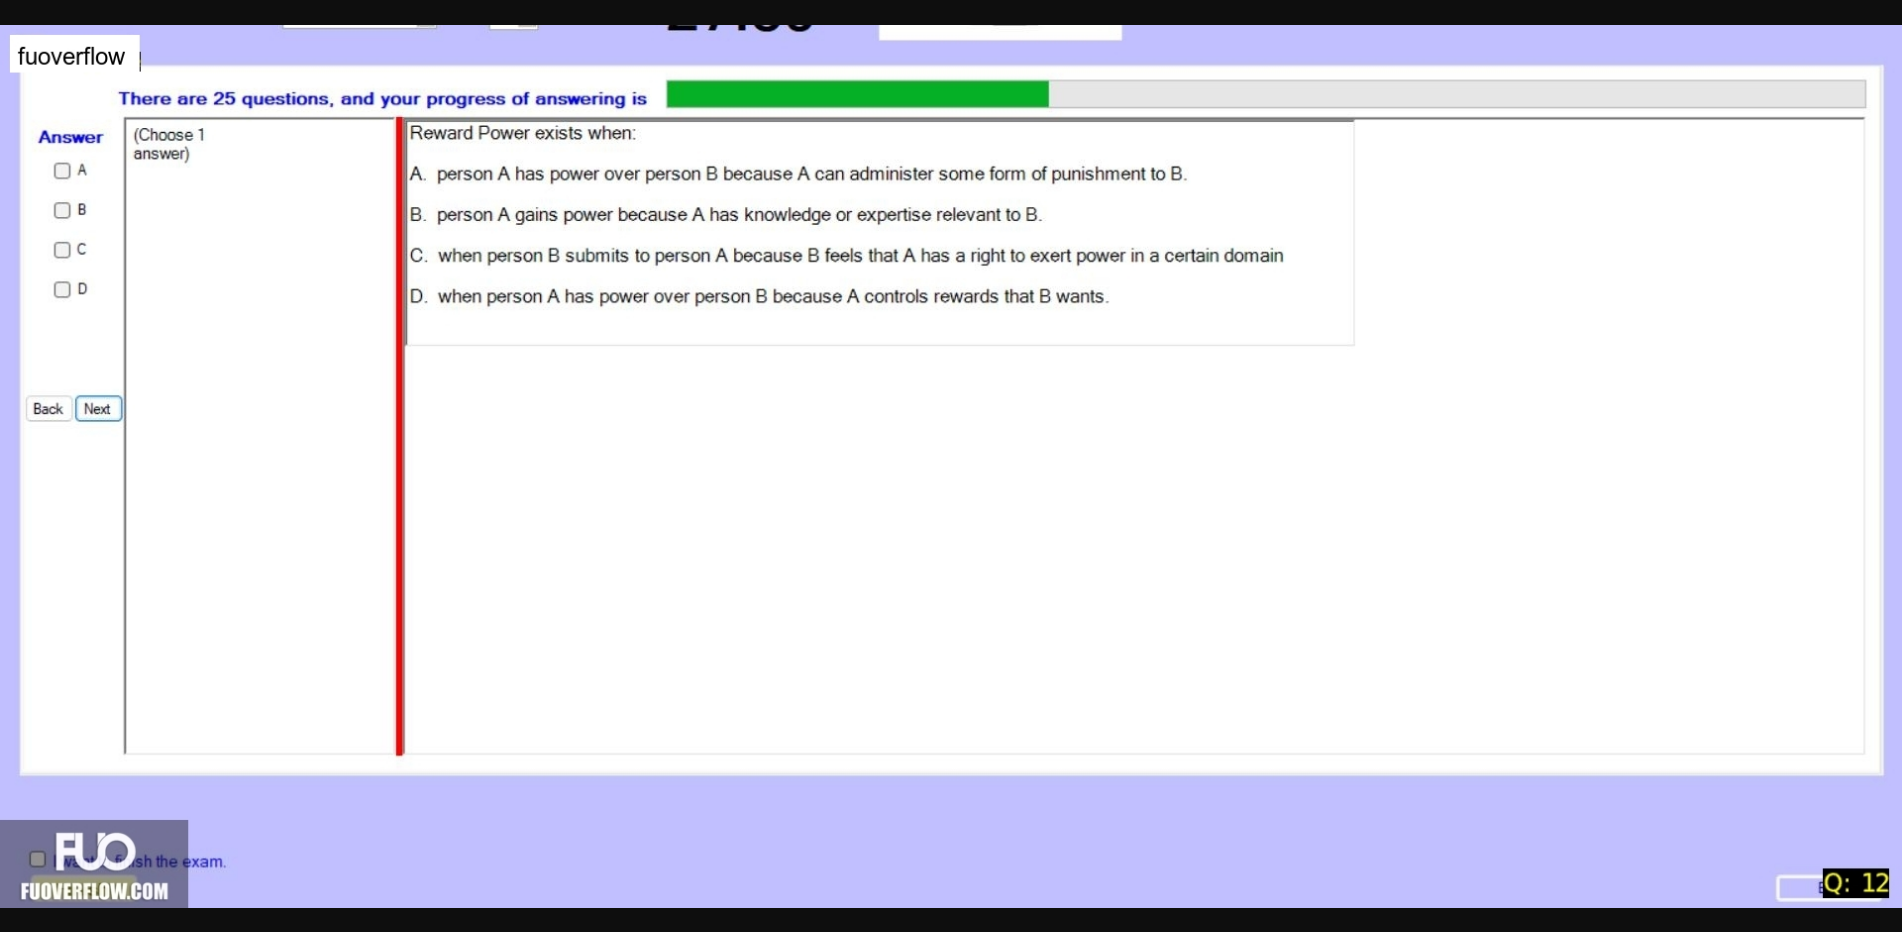 fuoverflow
There are 25 questions, and your progress of answering is
Answer
(Choose 1
answer)
A
B
C
D
Back
Next
Reward Power exists when:
A. person A has power over person B because A can administer some form of punishment to B.
B. person A gains power because A has knowledge or expertise relevant to B.
C. when person B submits to person A because B feels that A has a right to exert power in a certain domain
D. when person A has power over person B because A controls rewards that B wants.
the exam.
FUO
FUOVERFLOW.COM
Q: 12